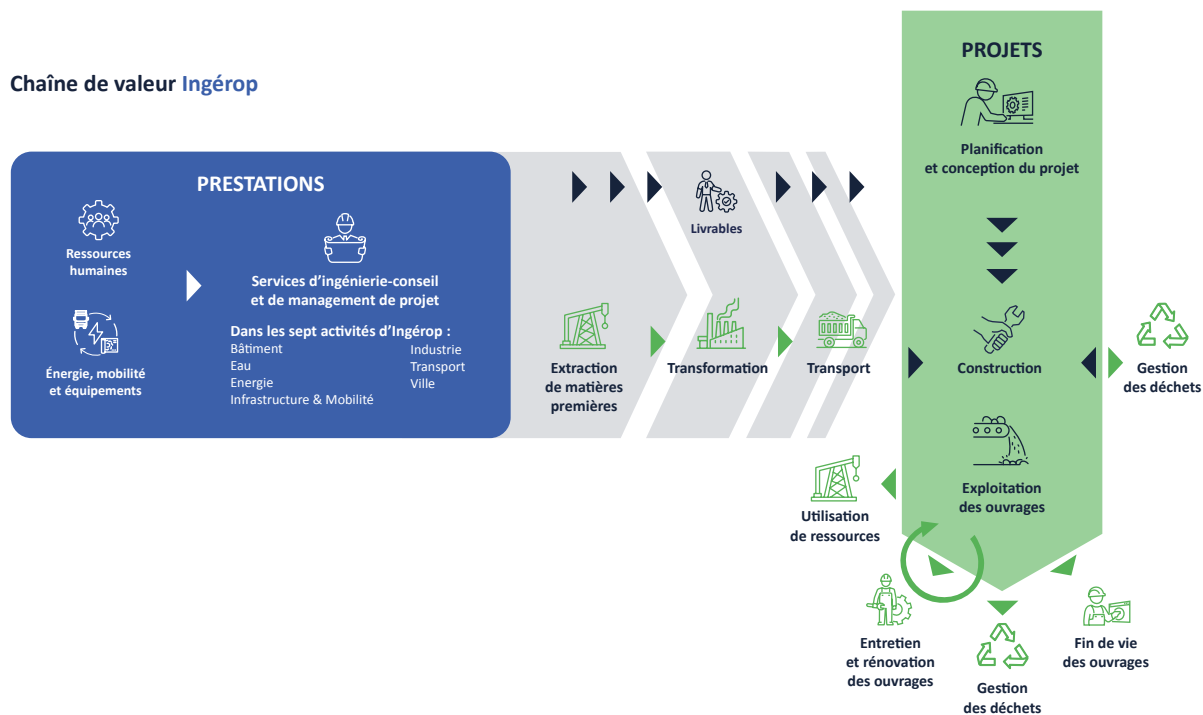 Chaîne de valeur Ingérop
PRESTATIONS
Ressources
humaines
Énergie, mobilité
et équipements
Services d’ingénierie-conseil
et de management de projet
Dans les sept activités d’Ingérop :
Bâtiment
Eau
Energie
Infrastructure & Mobilité
Industrie
Transport
Ville
Livrables
Extraction
de matières
premières
Transformation
Transport
PROJETS
Planification
et conception du projet
Construction
Gestion
des déchets
Exploitation
des ouvrages
Utilisation
de ressources
Entretien
et rénovation
des ouvrages
Gestion
des déchets
Fin de vie
des ouvrages